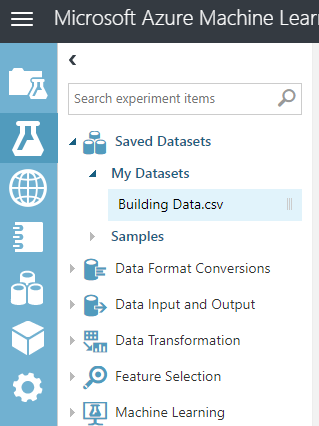 Microsoft Azure Machine Lear
Search experiment items
Saved Datasets
My Datasets
Building Data.csv
Samples
Data Format Conversions
Data Input and Output
Data Transformation
Feature Selection
Machine Learning